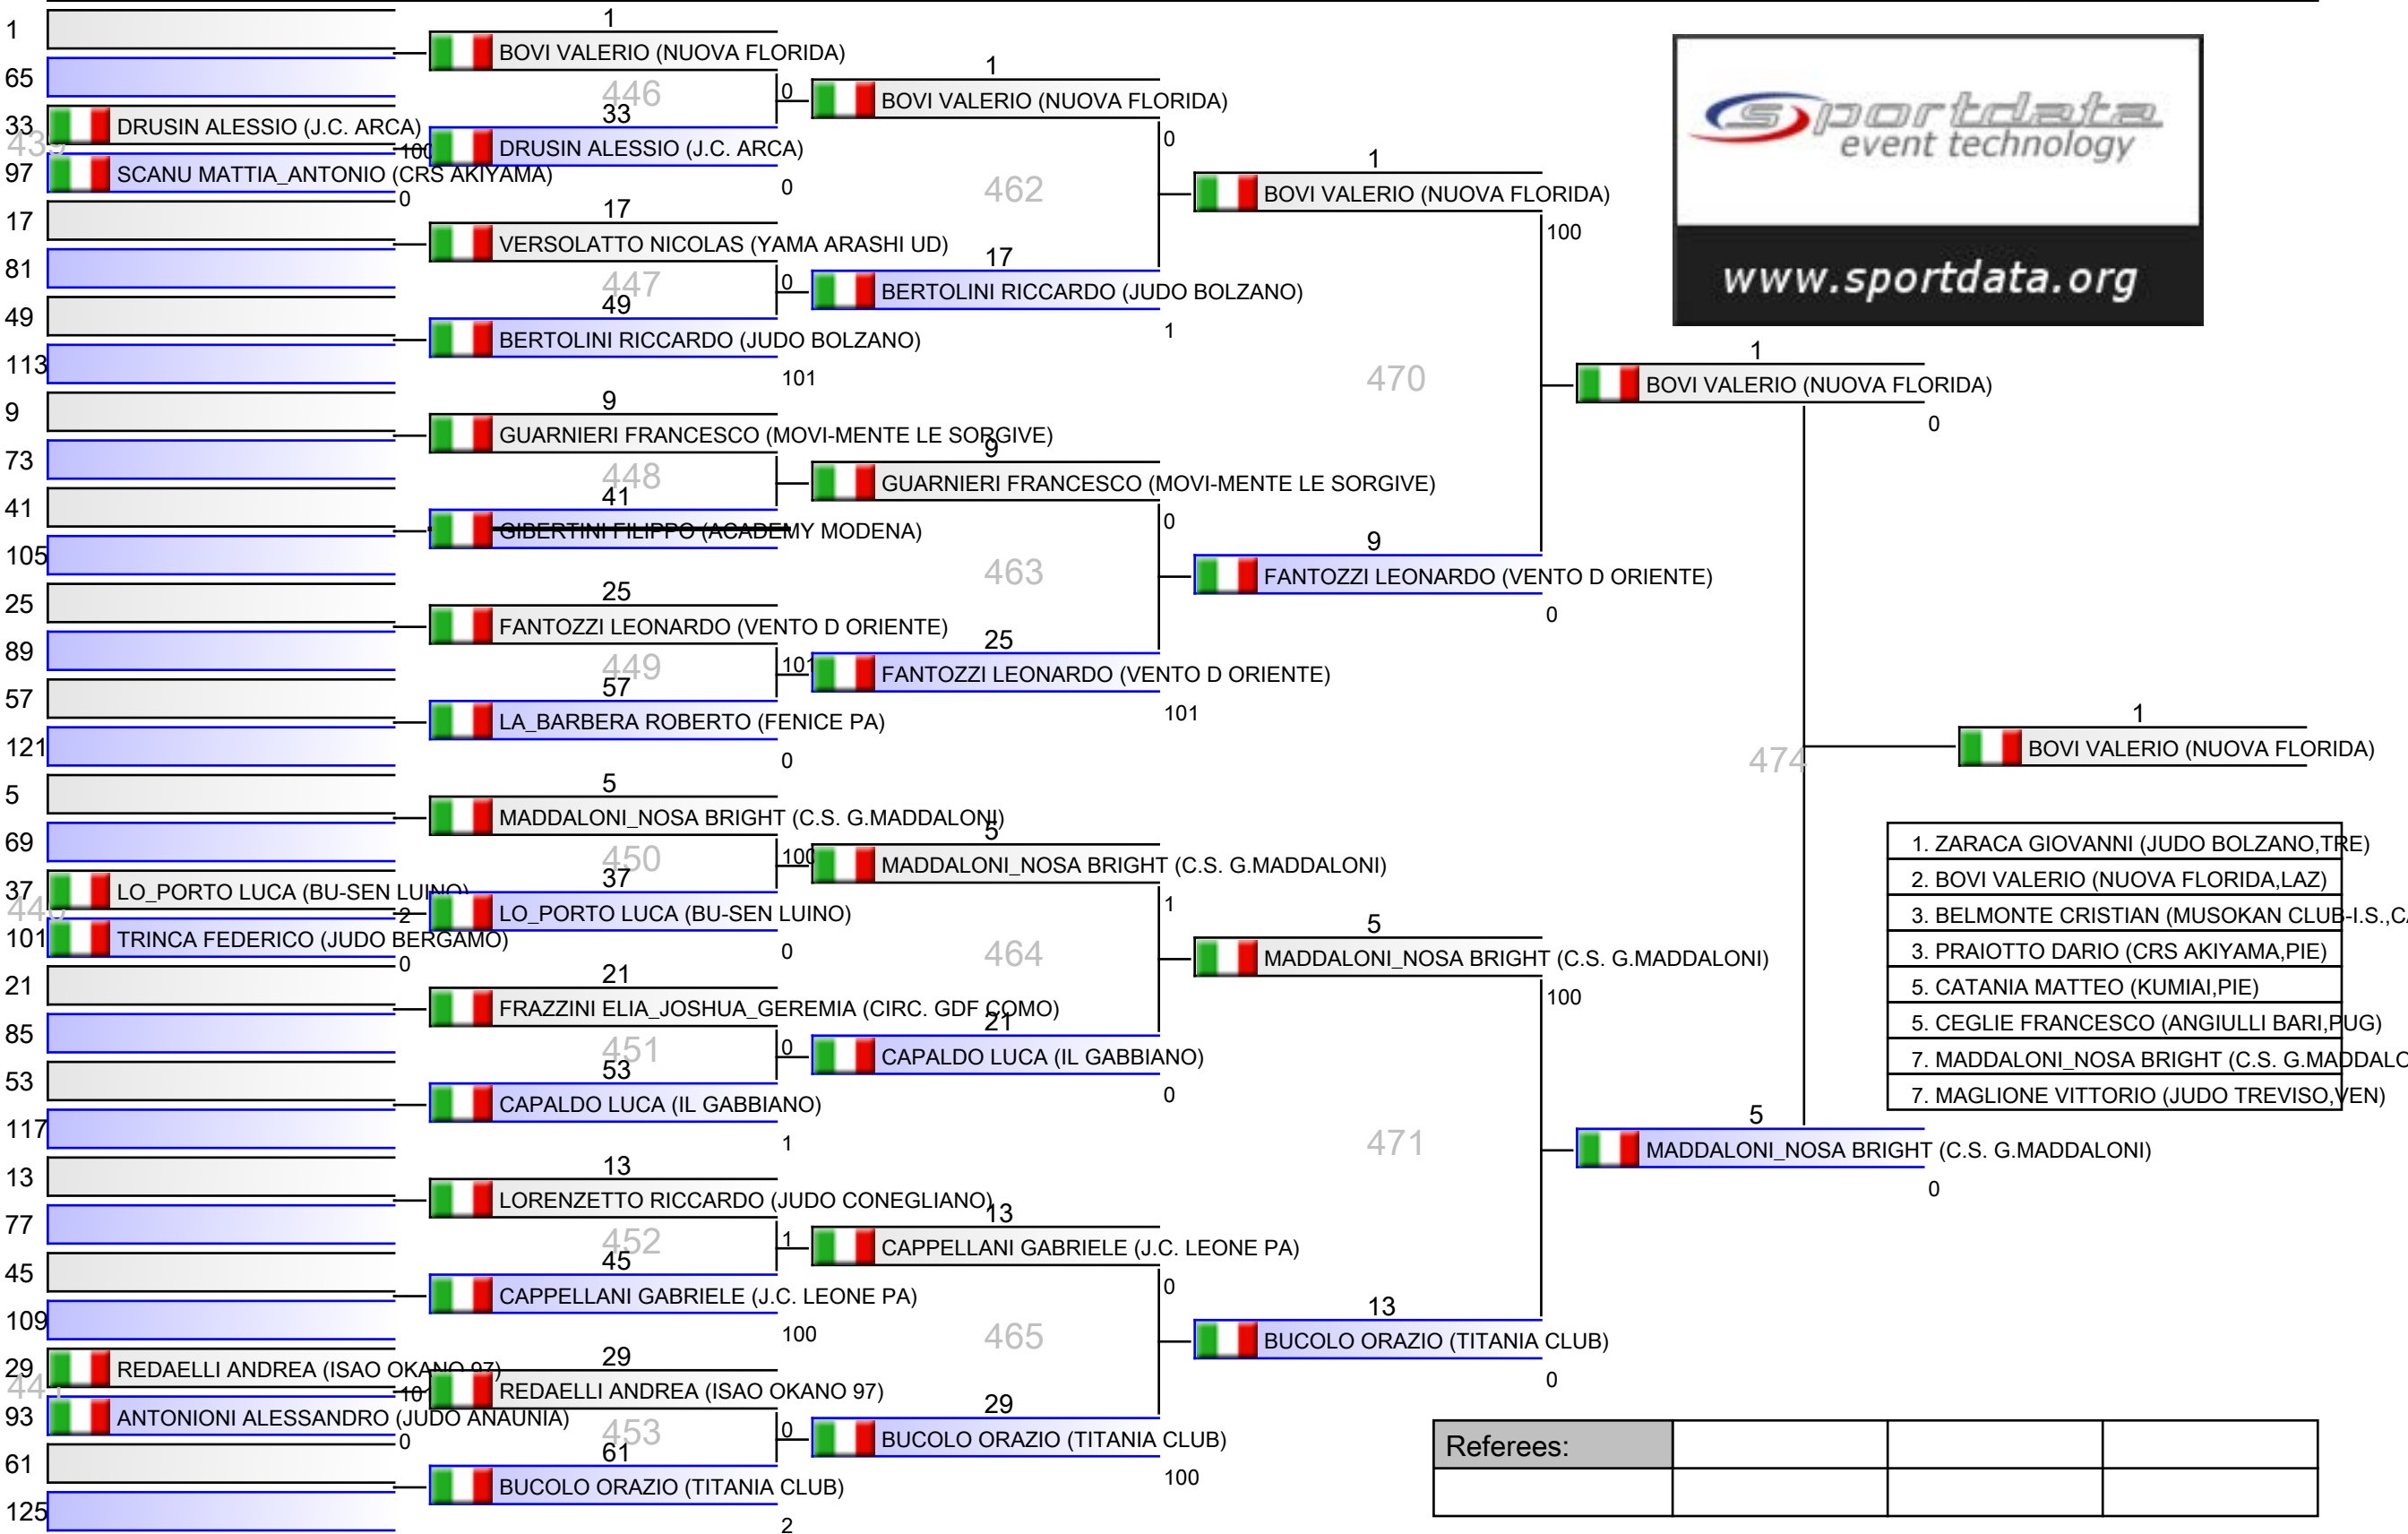 1
65
33
97
17
81
49
113
9
73
41
105
25
89
57
121
5
69
37
101
21
85
53
117
13
77
45
109
29
93
61
125
DRUSIN ALESSIO (J.C. ARCA)
100
SCANU MATTIA_ANTONIO (CRS AKIYAMA)
0
LO_PORTO LUCA (BU-SEN LUINO)
2
TRINCA FEDERICO (JUDO BERGAMO)
0
REDAELLI ANDREA (ISAO OKANO 97)
ANTONIONI ALESSANDRO (JUDO ANAUNIA)
0
1
BOVI VALERIO (NUOVA FLORIDA)
446
0
33
DRUSIN ALESSIO (J.C. ARCA)
0
17
VERSOLATTO NICOLAS (YAMA ARASHI UD)
447
0
49
BERTOLINI RICCARDO (JUDO BOLZANO)
101
9
GUARNIERI FRANCESCO (MOVI-MENTE LE SORGIVE)
448
41
GIBERTINI FILIPPO (ACADEMY MODENA)
25
FANTOZZI LEONARDO (VENTO D ORIENTE)
449
101
57
LA_BARBERA ROBERTO (FENICE PA)
0
5
MADDALONI_NOSA BRIGHT (C.S. G.MADDALONI)
450
100
37
LO_PORTO LUCA (BU-SEN LUINO)
0
21
FRAZZINI ELIA_JOSHUA_GEREMIA (CIRC. GDF COMO)
451
0
53
CAPALDO LUCA (IL GABBIANO)
1
13
LORENZETTO RICCARDO (JUDO CONEGLIANO)
452
1
45
CAPPELLANI GABRIELE (J.C. LEONE PA)
100
29
REDAELLI ANDREA (ISAO OKANO 97)
453
0
61
BUCOLO ORAZIO (TITANIA CLUB)
2
1
BOVI VALERIO (NUOVA FLORIDA)
0
462
17
BERTOLINI RICCARDO (JUDO BOLZANO)
1
9
GUARNIERI FRANCESCO (MOVI-MENTE LE SORGIVE)
0
463
25
FANTOZZI LEONARDO (VENTO D ORIENTE)
101
5
MADDALONI_NOSA BRIGHT (C.S. G.MADDALONI)
1
464
21
CAPALDO LUCA (IL GABBIANO)
0
13
CAPPELLANI GABRIELE (J.C. LEONE PA)
0
465
29
BUCOLO ORAZIO (TITANIA CLUB)
100
1
BOVI VALERIO (NUOVA FLORIDA)
100
470
9
FANTOZZI LEONARDO (VENTO D ORIENTE)
0
5
MADDALONI_NOSA BRIGHT (C.S. G.MADDALONI)
100
471
13
BUCOLO ORAZIO (TITANIA CLUB)
0
sportdata
event technology
www.sportdata.org
1
BOVI VALERIO (NUOVA FLORIDA)
0
474
5
MADDALONI_NOSA BRIGHT (C.S. G.MADDALONI)
0
1
BOVI VALERIO (NUOVA FLORIDA)
1. ZARACA GIOVANNI (JUDO BOLZANO,TRE)
2. BOVI VALERIO (NUOVA FLORIDA,LAZ)
3. BELMONTE CRISTIAN (MUSOKAN CLUB-I.S.,
3. PRAIOTTO DARIO (CRS AKIYAMA,PIE)
5. CATANIA MATTEO (KUMIAI,PIE)
5. CEGLIE FRANCESCO (ANGIULLI BARI,PUG)
7. MADDALONI_NOSA BRIGHT (C.S.
7. MAGLIONE VITTORIO (JUDO TREVISO,VEN)
Referees: